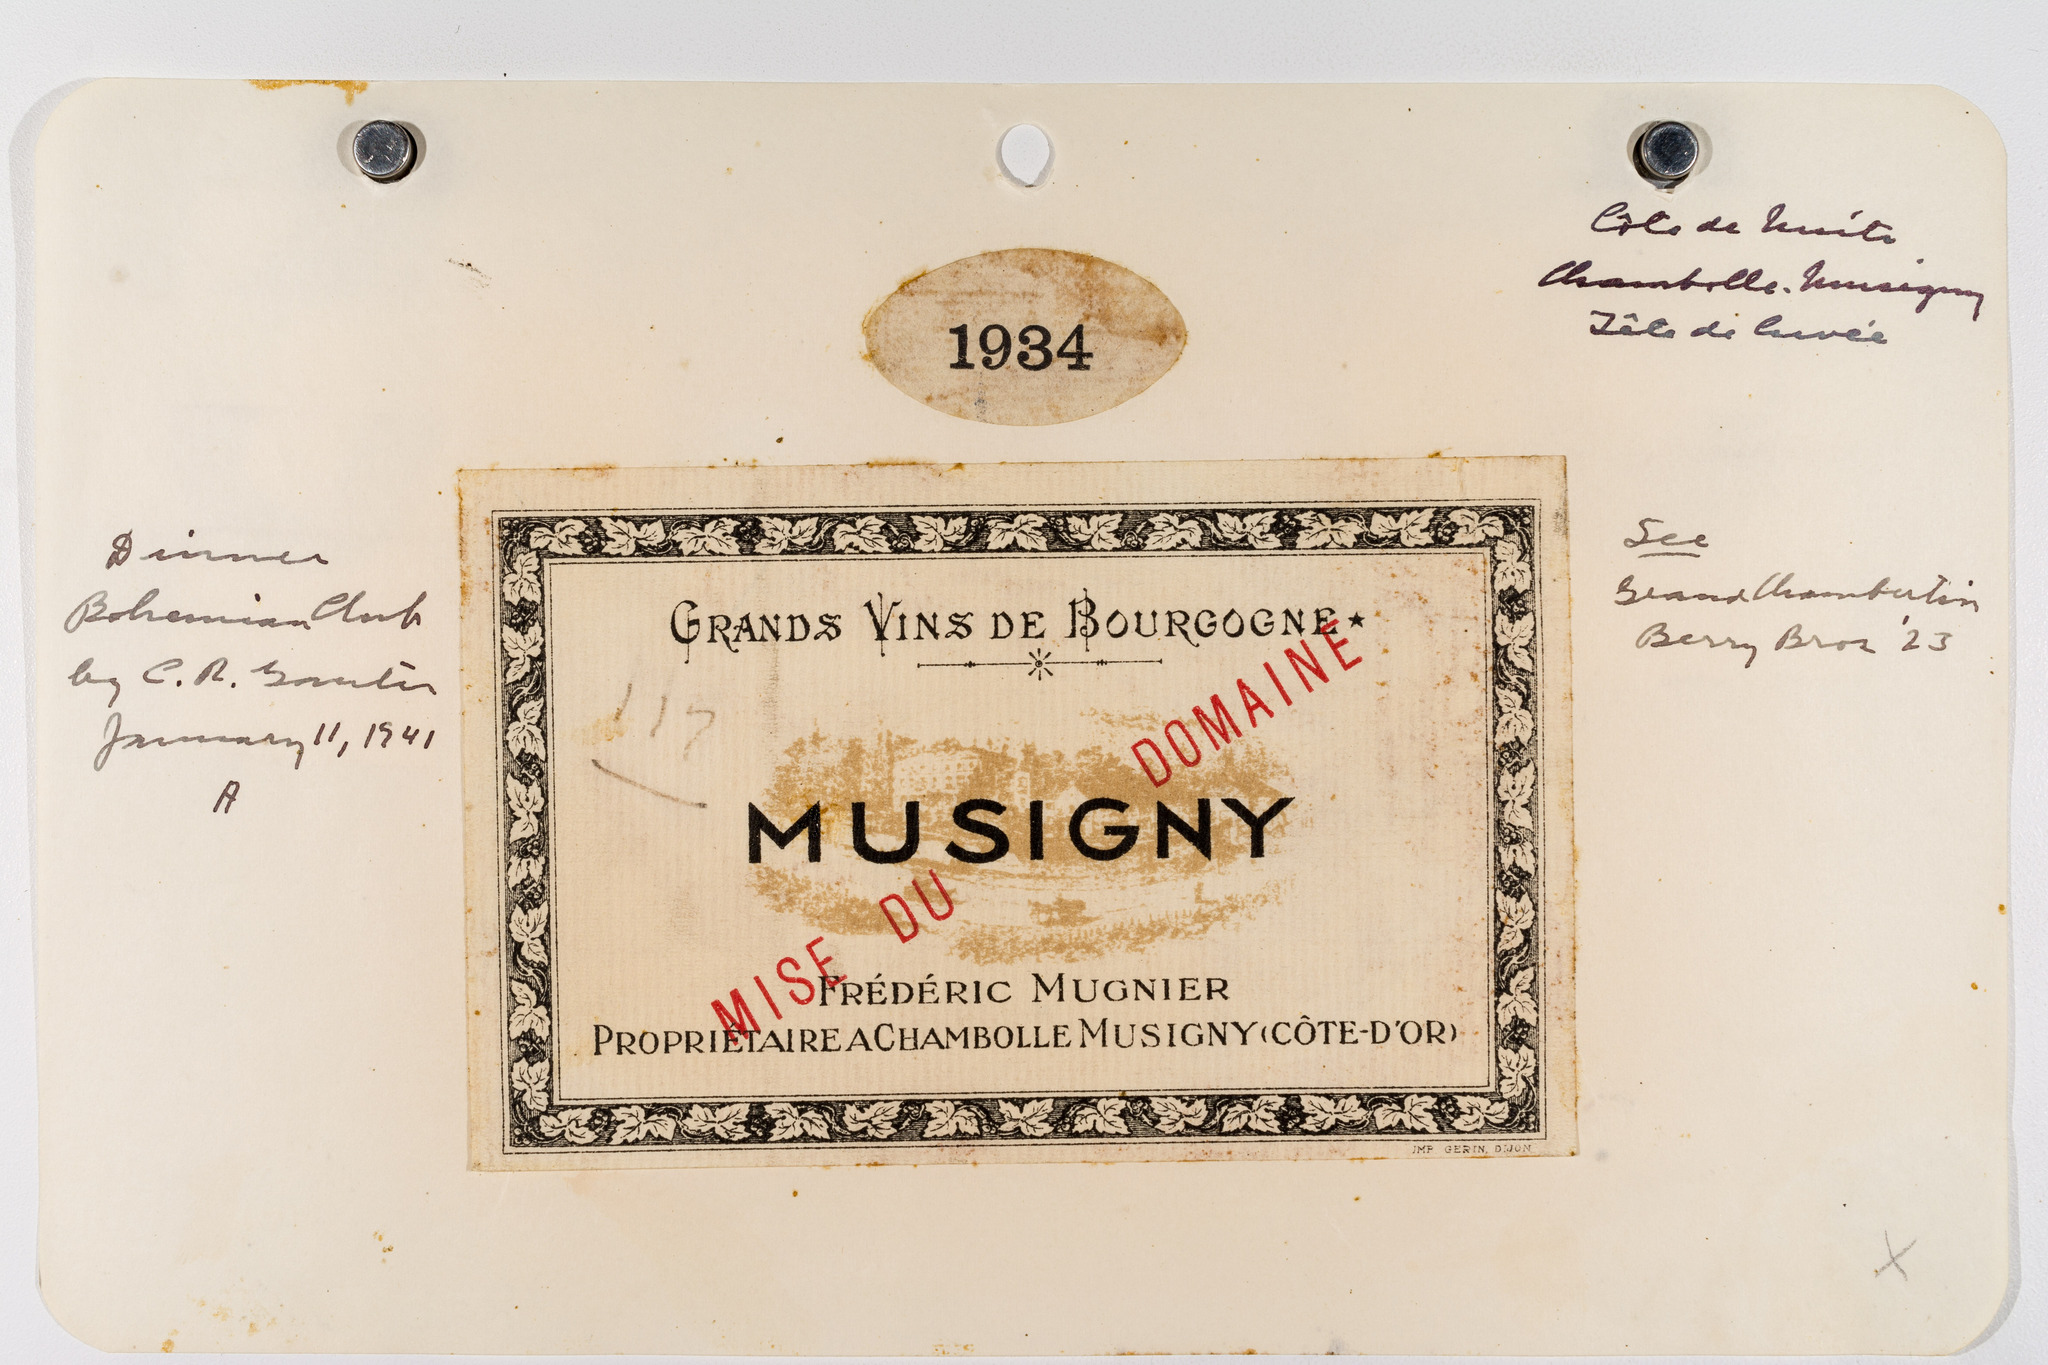 Côte de Nuits
Chambolle-Musigny
Tête de Cuvée
1934
Dinner
Bohemian Club
by C. R.
January 11, 1941
A
See
Grand Chambertin
Berry Bros '23
GRANDS VINS DE BOURGOGNE★
117
MUSIGNY
MISE DU DOMAINE
FRÉDÉRIC MUGNIER
PROPRIETAIRE A CHAMBOLLE MUSIGNY (CÔTE-D'OR)
IMP. GERIN, DIJON
X